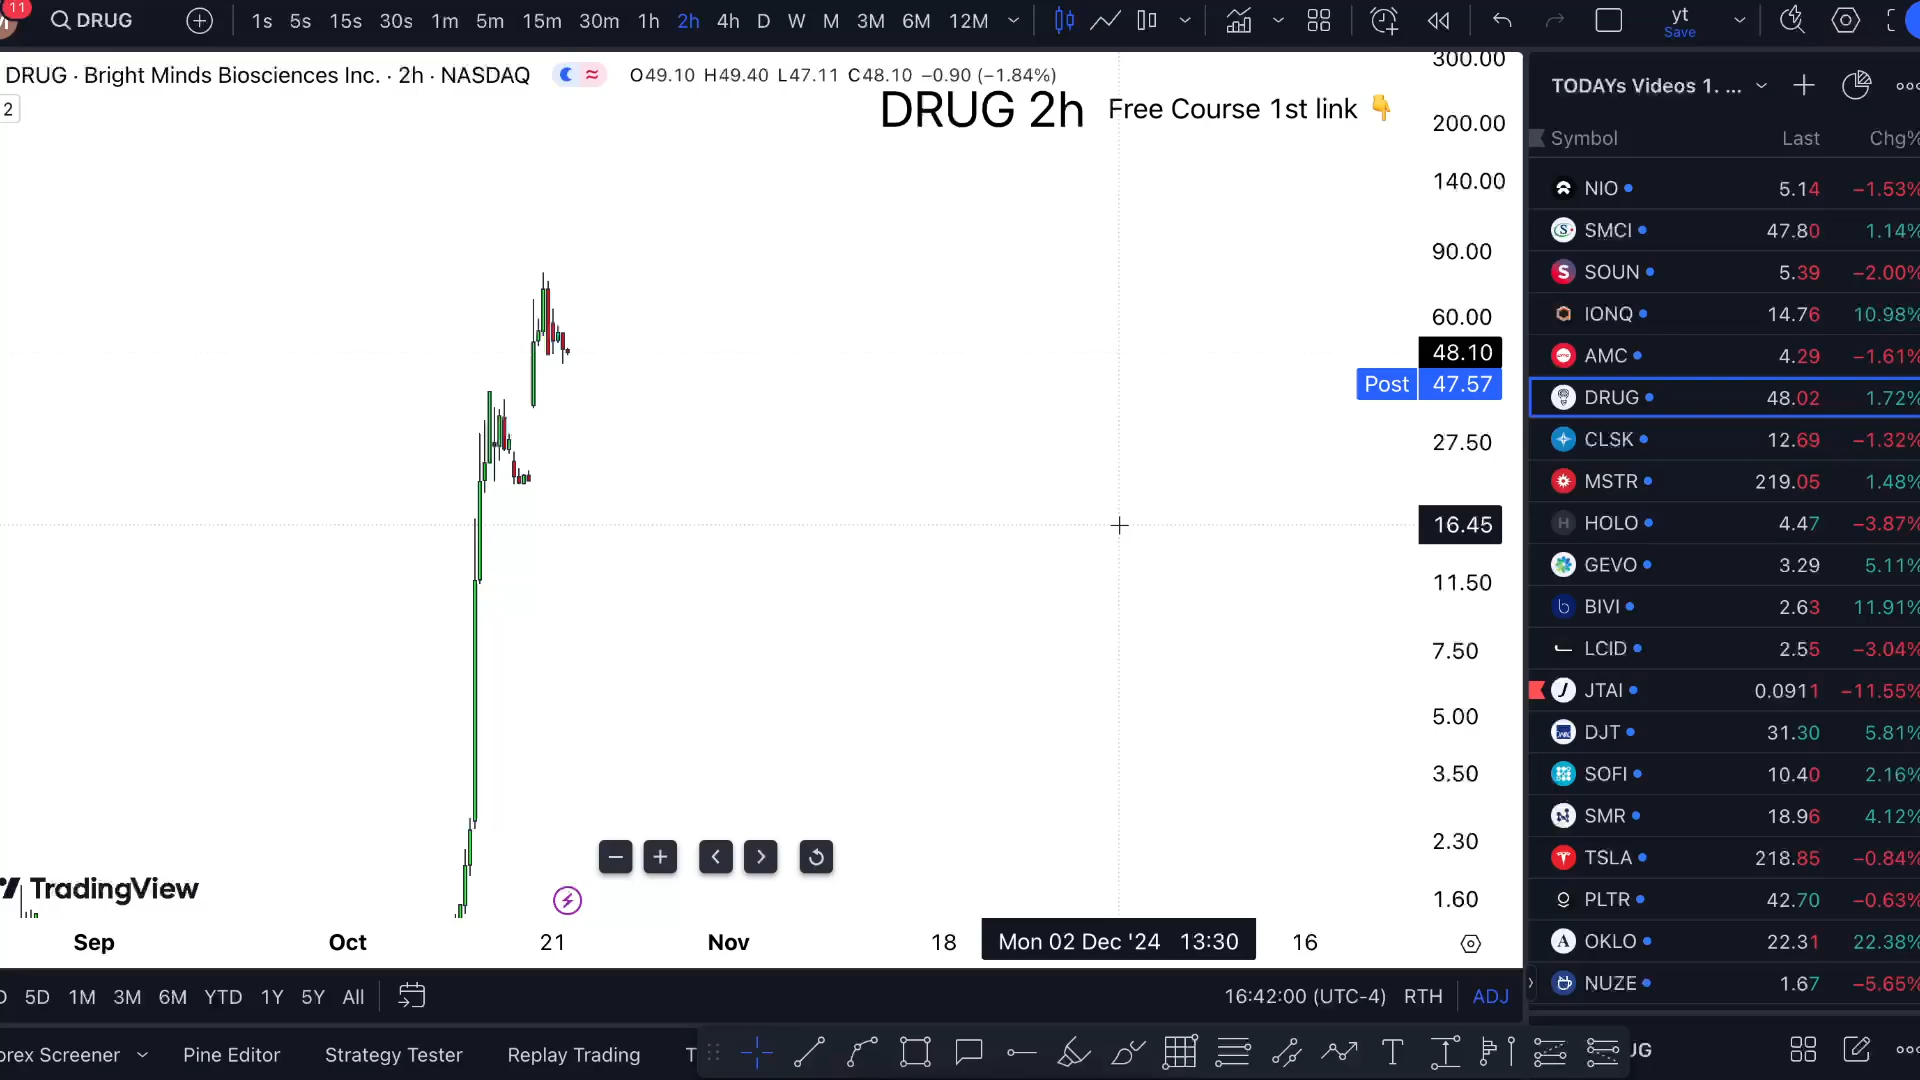 11
DRUG
1s 5s 15s 30s 1m 5m 15m 30m 1h 2h 4h D W M 3M 6M 12M
yt
Save
DRUG · Bright Minds Biosciences Inc. · 2h · NASDAQ O49.10 H49.40 L47.11 C48.10 −0.90 (−1.84%)
2
DRUG 2h Free Course 1st link 👇
300.00
200.00
140.00
90.00
60.00
48.10
Post 47.57
27.50
16.45
11.50
7.50
5.00
3.50
2.30
1.60
TradingView
Sep Oct 21 Nov 18 Mon 02 Dec '24 13:30 16
5D 1M 3M 6M YTD 1Y 5Y All
16:42:00 (UTC-4) RTH ADJ
orex Screener Pine Editor Strategy Tester Replay Trading T
TODAYs Videos 1. ...
Symbol Last Chg%
NIO 5.14 −1.53%
SMCI 47.80 1.14%
SOUN 5.39 −2.00%
IONQ 14.76 10.98%
AMC 4.29 −1.61%
DRUG 48.02 1.72%
CLSK 12.69 −1.32%
MSTR 219.05 1.48%
HOLO 4.47 −3.87%
GEVO 3.29 5.11%
BIVI 2.63 11.91%
LCID 2.55 −3.04%
JTAI 0.0911 −11.55%
DJT 31.30 5.81%
SOFI 10.40 2.16%
SMR 18.96 4.12%
TSLA 218.85 −0.84%
PLTR 42.70 −0.63%
OKLO 22.31 22.38%
NUZE 1.67 −5.65%
UG